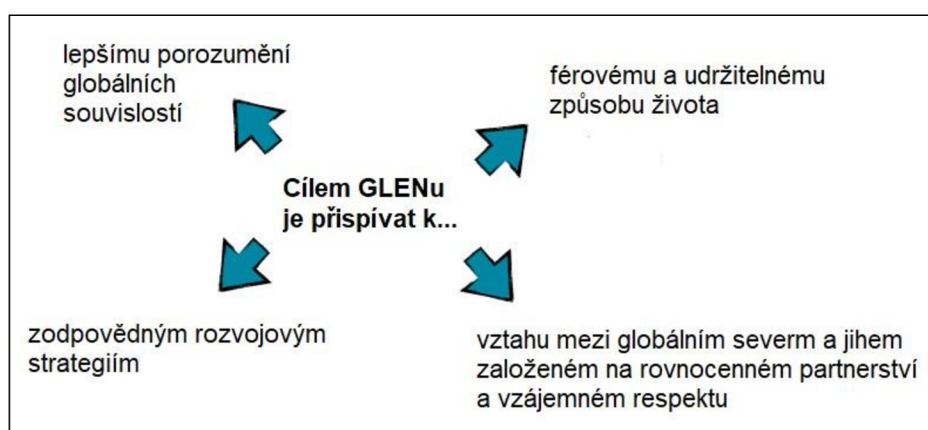 lepšímu porozumění
globálních
souvislostí
férovému a udržitelnému
způsobu života
Cílem GLENu
je přispívat k...
zodpovědným rozvojovým
strategiím
vztahu mezi globálním severm a jihem
založeném na rovnocenném partnerství
a vzájemném respektu